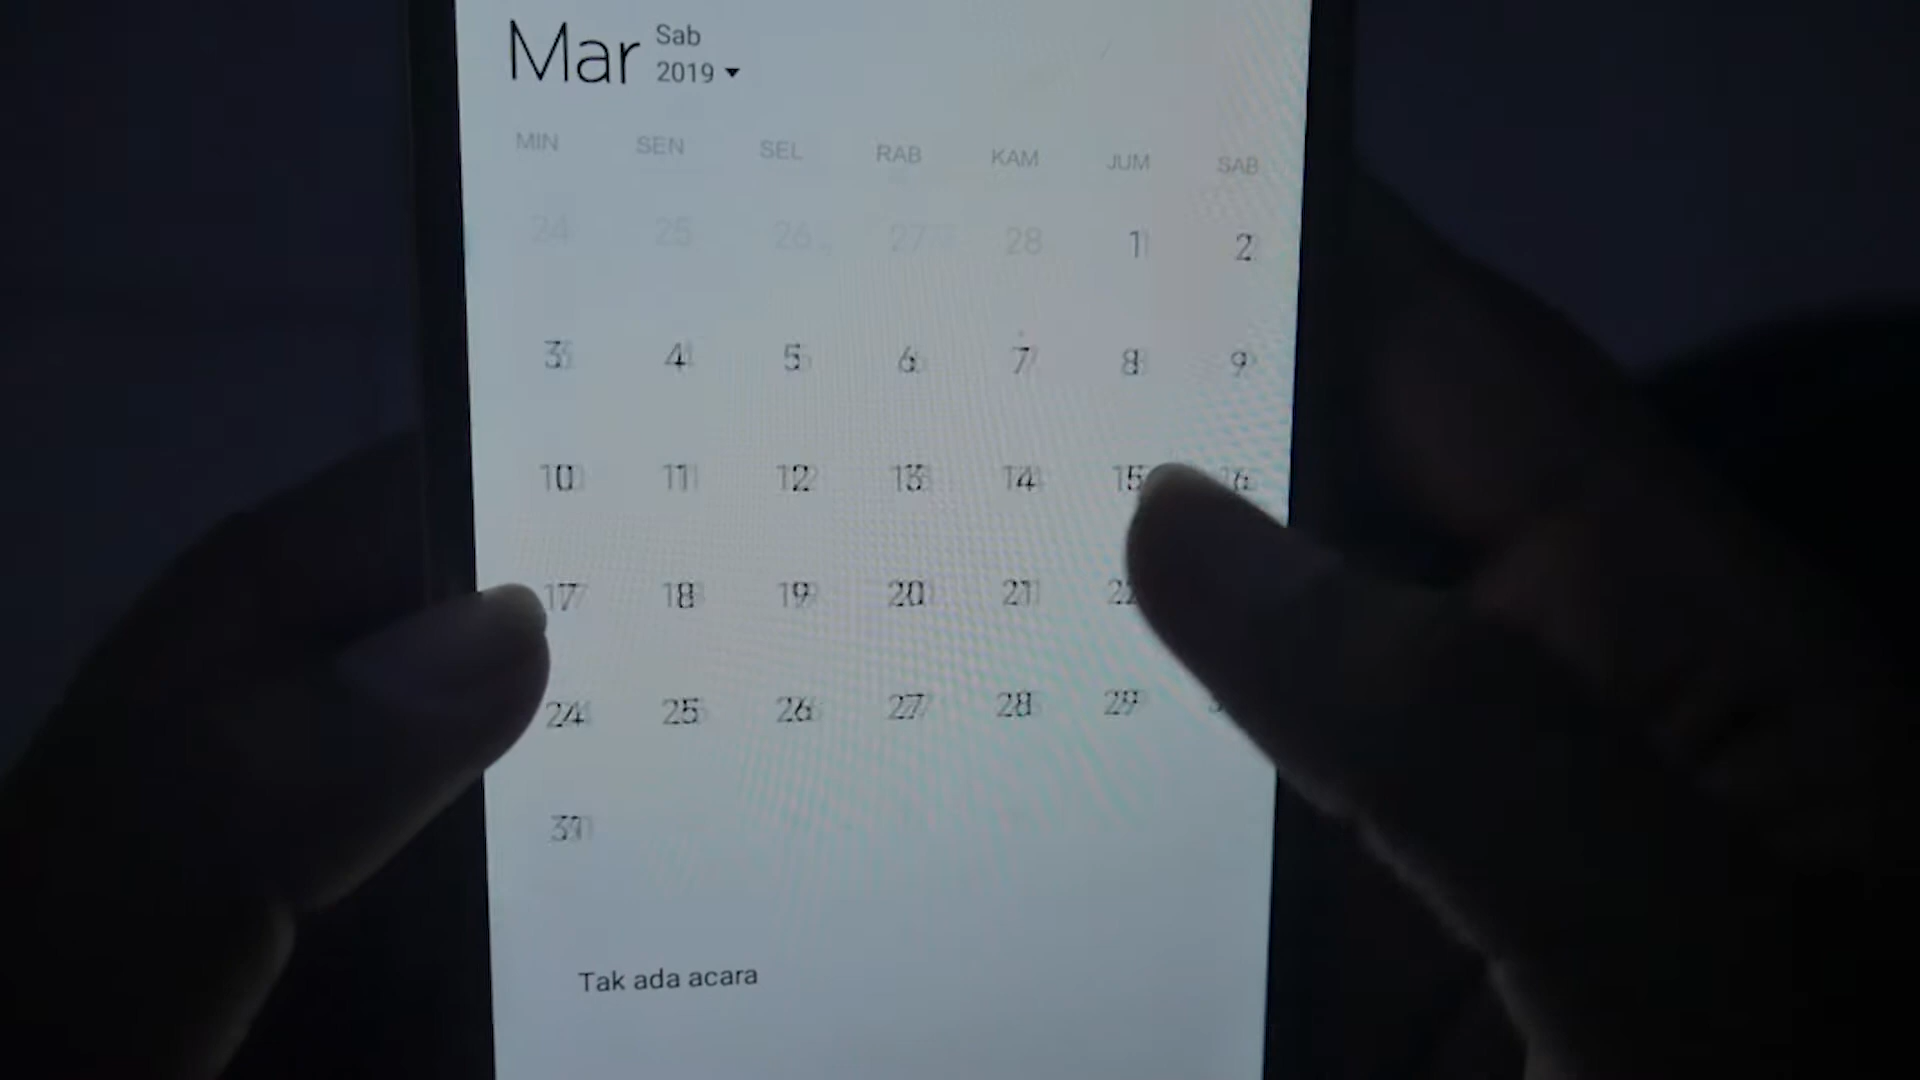 Mar
Sab
2019
MIN SEN SEL RAB KAM JUM SAB
24 25 26 27 28 1 2
3 4 5 6 7 8 9
10 11 12 13 14 15 16
17 18 19 20 21 22
24 25 26 27 28 29
31
Tak ada acara